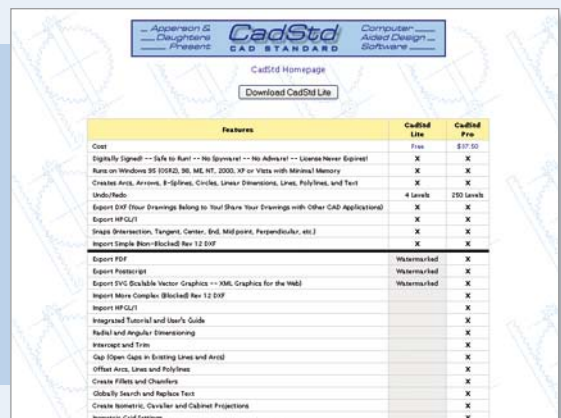 Apperson & Daughters Present
CadStd
CAD STANDARD
Computer Aided Design Software
CadStd Homepage
Download CadStd Lite
Features CadStd Lite CadStd Pro
Cost Free $37.50
Digitally Signed! -- Safe to Run! -- No Spyware! -- No Adware! -- License Never Expires! X X
Runs on Windows 95 (OSR2), 98, ME, NT, 2000, XP or Vista with Minimal Memory X X
Creates Arcs, Arrows, B-Splines, Circles, Linear Dimensions, Lines, Polylines, and Text X X
Undo/Redo 4 Levels 250 Levels
Export DXF (Your Drawings Belong to You! Share Your Drawings with Other CAD Applications) X X
Export HPGL/1 X X
Snaps (Intersection, Tangent, Center, End, Midpoint, Perpendicular, etc.) X X
Import Simple (Non-Blocked) Rev 12 DXF X X
Export PDF Watermarked X
Export Postscript Watermarked X
Export SVG (Scalable Vector Graphics -- XML Graphics for the Web) Watermarked X
Import More Complex (Blocked) Rev 12 DXF X
Import HPGL/1 X
Integrated Tutorial and User's Guide X
Radial and Angular Dimensioning X
Intercept and Trim X
Gap (Open Gaps in Existing Lines and Arcs) X
Offset Arcs, Lines and Polylines X
Create Fillets and Chamfers X
Globally Search and Replace Text X
Create Isometric, Cavalier and Cabinet Projections X